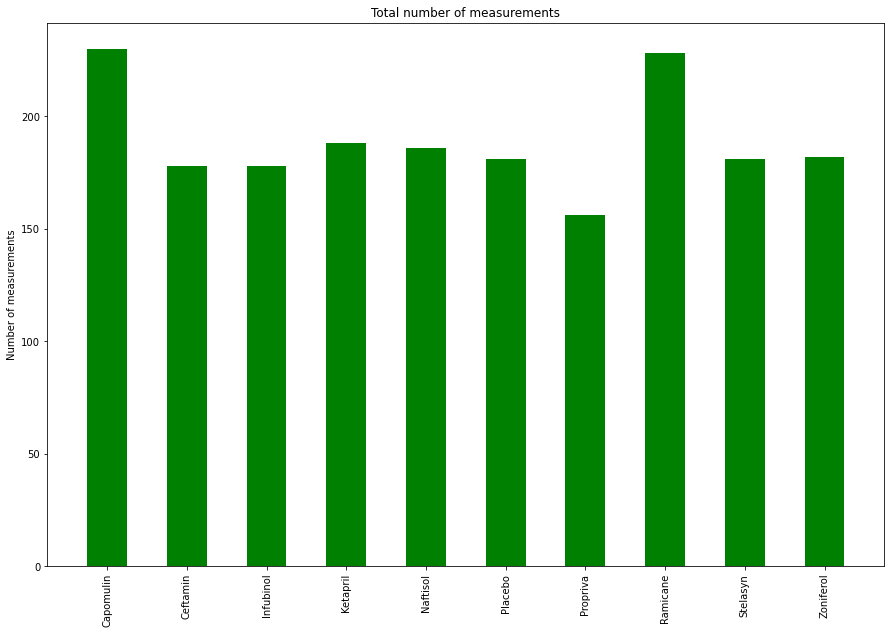 Total number of measurements
Number of measurements
200
150
100
50
0
Capomulin
Ceftamin
Infubinol
Ketapril
Naftisol
Placebo
Propriva
Ramicane
Stelasyn
Zoniferol